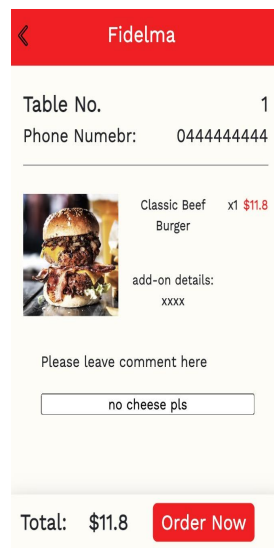 Fidelma
Table No. 1
Phone Numebr: 0444444444
Classic Beef x1 $11.8
Burger
add-on details:
xxxx
Please leave comment here
no cheese pls
Total: $11.8 Order Now